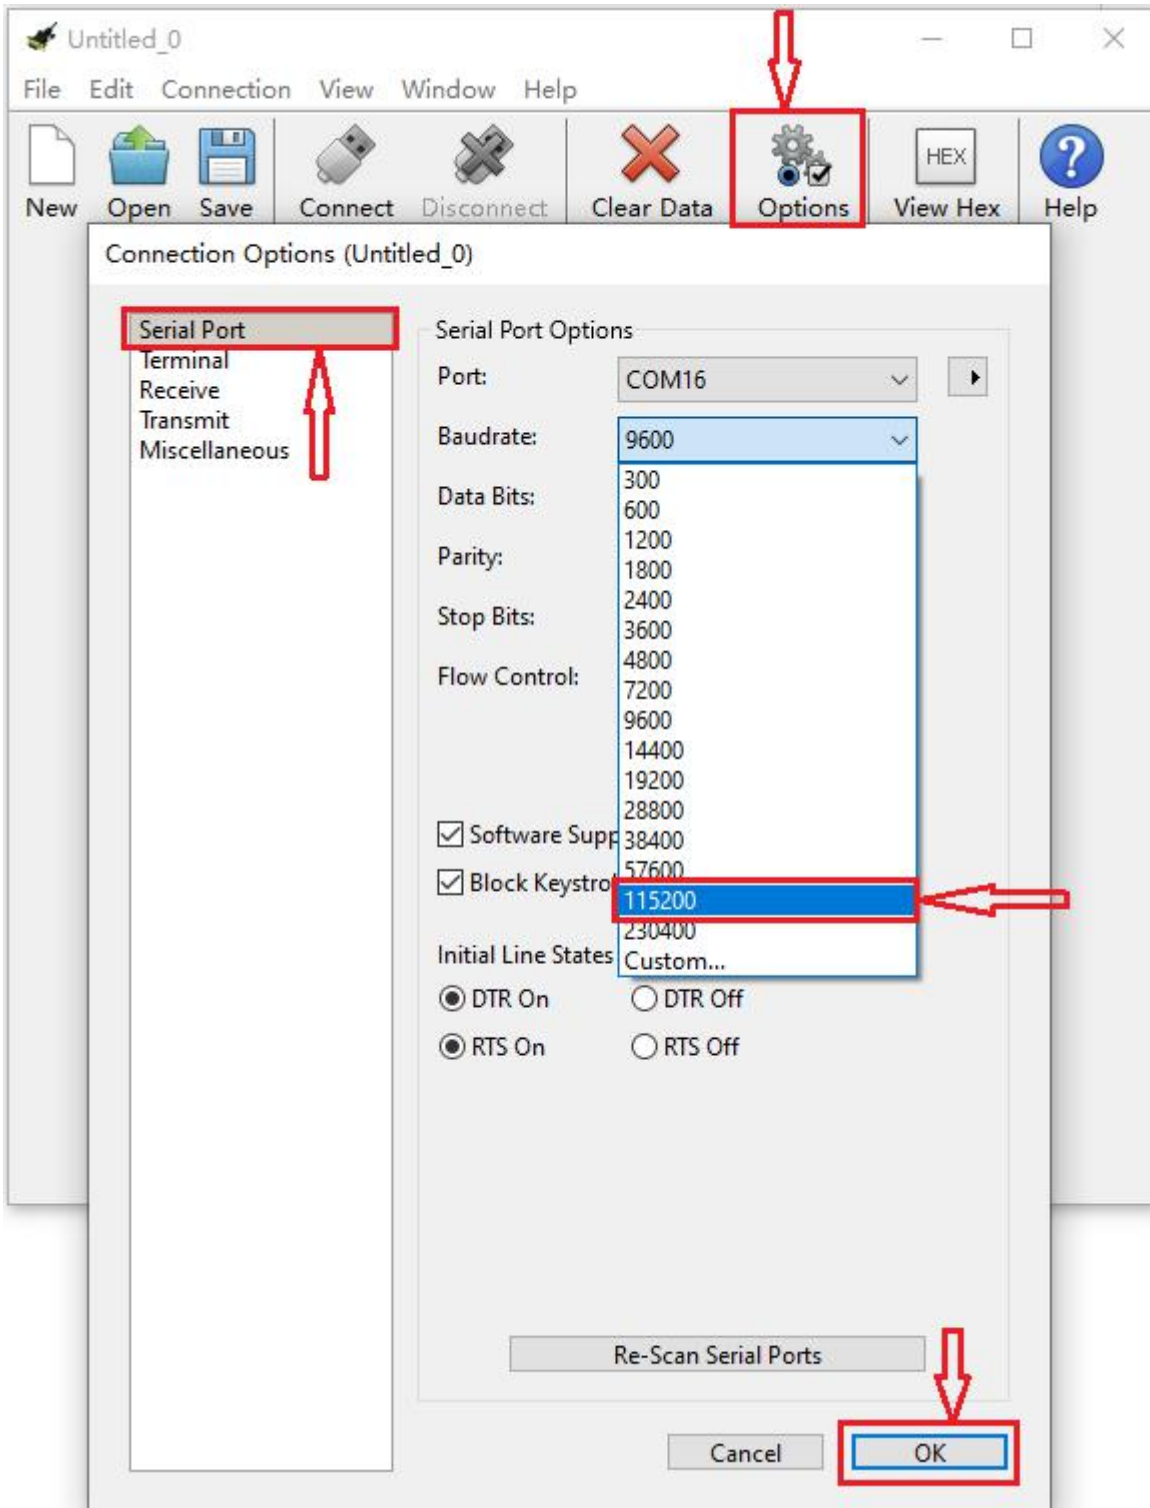 Untitled_0
File Edit Connection View Window Help
HEX
New Open Save Connect Disconnect Clear Data Options View Hex Help
Connection Options (Untitled_0)
Serial Port
Terminal
Receive
Transmit
Miscellaneous
Serial Port Options
Port: COM16
Baudrate: 9600
Data Bits:
Parity:
Stop Bits:
Flow Control:
300
600
1200
1800
2400
3600
4800
7200
9600
14400
19200
28800
38400
57600
115200
230400
Custom...
Software Supp
Block Keystro
Initial Line States
DTR On DTR Off
RTS On RTS Off
Re-Scan Serial Ports
Cancel OK